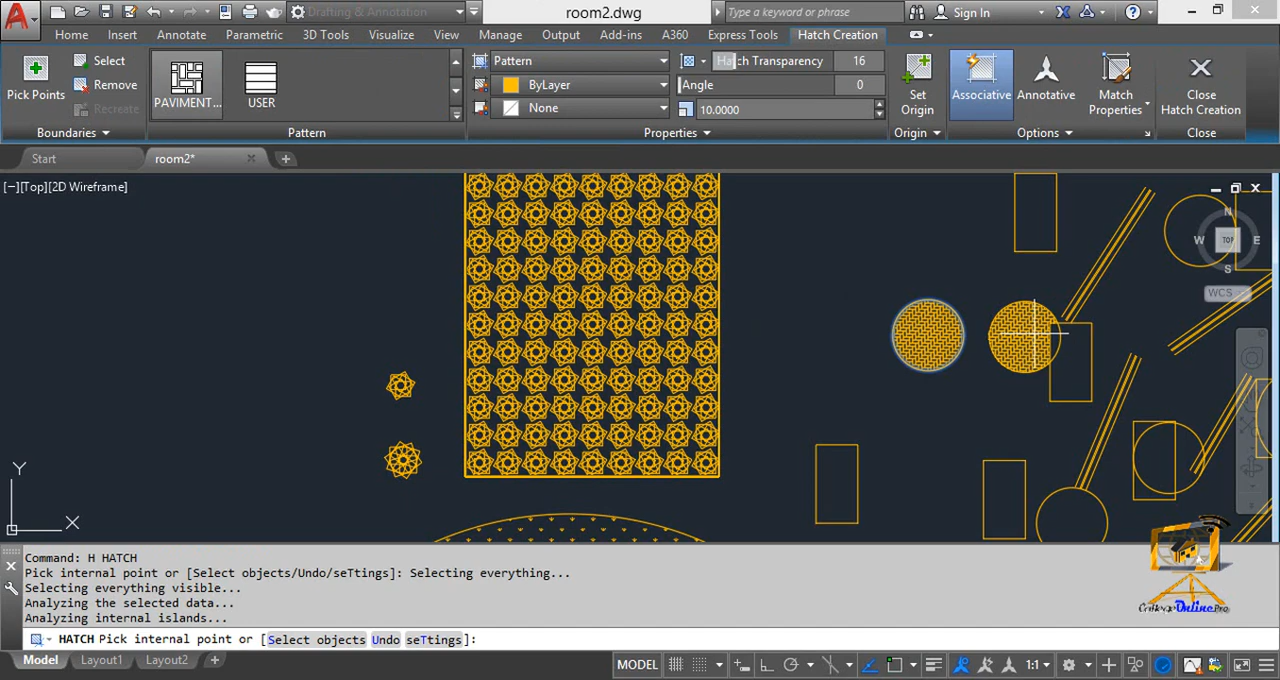 Drafting & Annotation
room2.dwg
Type a keyword or phrase
Sign In
Home Insert Annotate Parametric 3D Tools Visualize View Manage Output Add-ins A360 Express Tools Hatch Creation
Pick Points
Select
Remove
Recreate
Boundaries
PAVIMENT...
USER
Pattern
Pattern
ByLayer
None
Hatch Transparency 16
Angle 0
10.0000
Properties
Set Origin
Origin
Associative
Annotative
Match Properties
Options
Close Hatch Creation
Close
Start
room2*
[−][Top][2D Wireframe]
N
W TOP E
S
WCS
Y
X
Command: H HATCH
Pick internal point or [Select objects/Undo/seTtings]: Selecting everything...
Selecting everything visible...
Analyzing the selected data...
Analyzing internal islands...
HATCH Pick internal point or [Select objects Undo seTtings]:
College Online Pro
Model Layout1 Layout2
MODEL
1:1